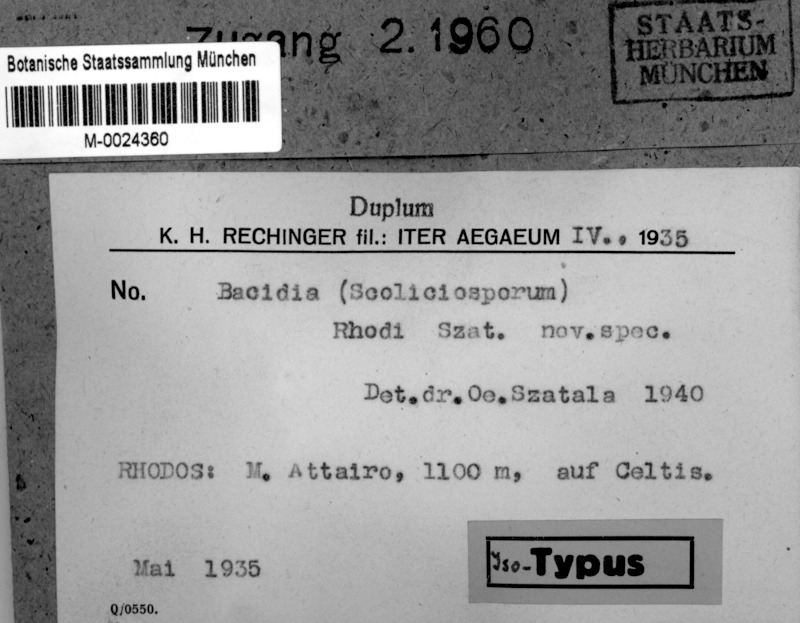 Zugang 2.1960
STAATS-
HERBARIUM
MÜNCHEN
Botanische Staatssammlung München
M-0024360
Duplum
K. H. RECHINGER fil.: ITER AEGAEUM IV., 1935
No. Bacidia (Scoliciosporum)
Rhodi Szat. nov.spec.
Det.dr.Oe.Szatala 1940
RHODOS: M. Attairo, 1100 m, auf Celtis.
Iso-Typus
Mai 1935
Q/0550.